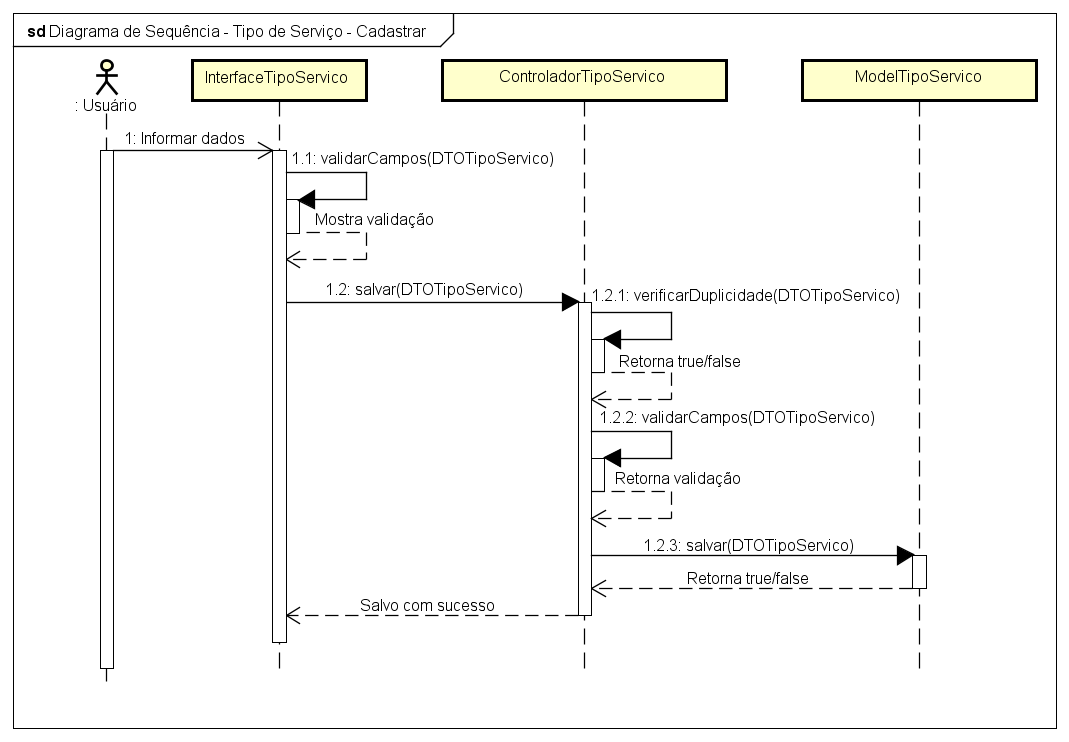 sd Diagrama de Sequência - Tipo de Serviço - Cadastrar
InterfaceTipoServico
ControladorTipoServico
ModelTipoServico
: Usuário
1: Informar dados
1.1: validarCampos(DTOTipoServico)
Mostra validação
1.2: salvar(DTOTipoServico)
1.2.1: verificarDuplicidade(DTOTipoServico)
Retorna true/false
1.2.2: validarCampos(DTOTipoServico)
Retorna validação
1.2.3: salvar(DTOTipoServico)
Retorna true/false
Salvo com sucesso